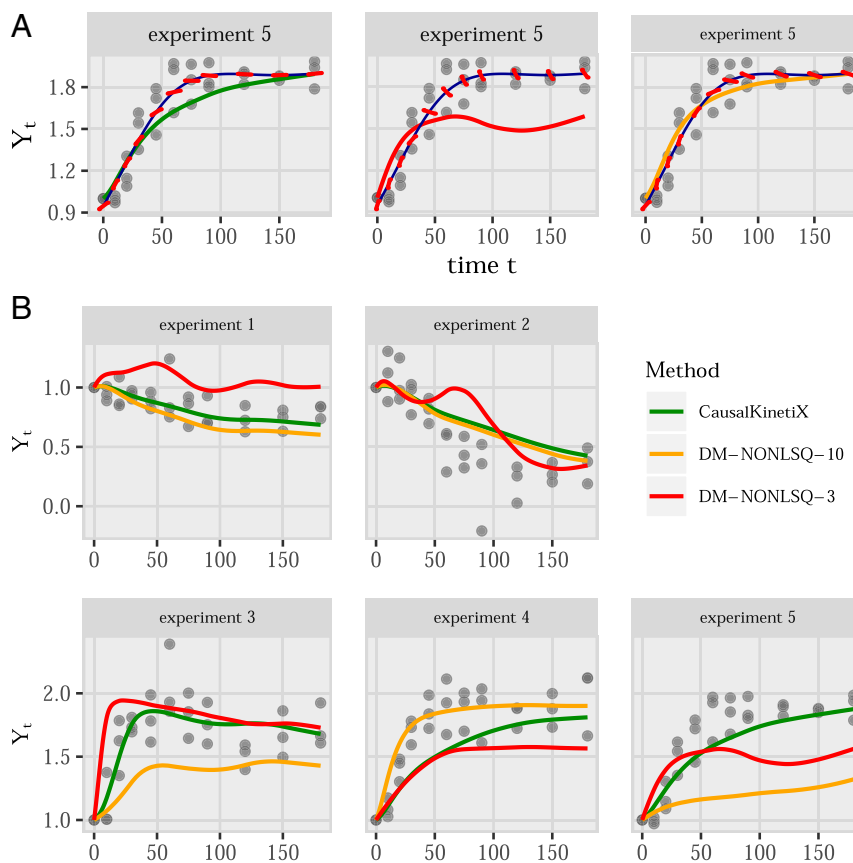 A
experiment 5 experiment 5 experiment 5
Y_t
1.8
1.5
1.2
0.9
0 50 100 150 0 50 100 150 0 50 100 150
time t
B
experiment 1 experiment 2
Y_t
1.0
0.5
0.0
0 50 100 150 0 50 100 150
Method
CausalKinetiX
DM−NONLSQ−10
DM−NONLSQ−3
experiment 3 experiment 4 experiment 5
Y_t
2.0
1.5
1.0
0 50 100 150 0 50 100 150 0 50 100 150